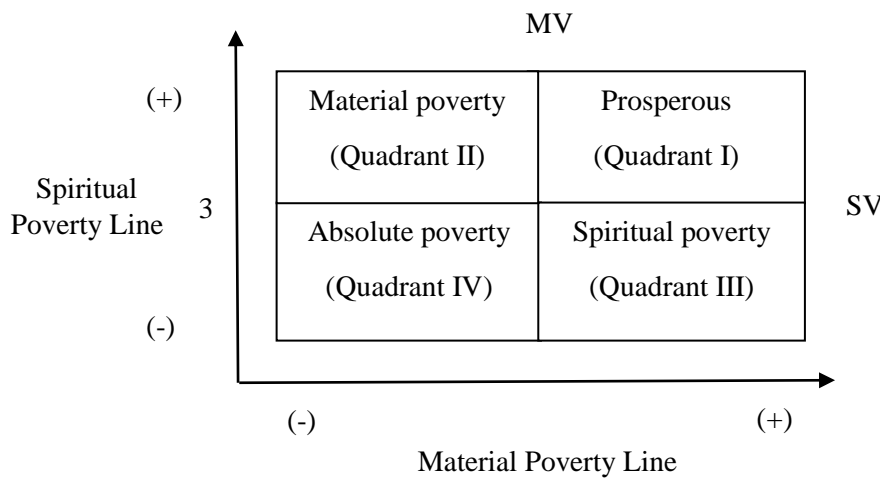 MV
(+)
Material poverty
(Quadrant II)
Prosperous
(Quadrant I)
Spiritual
Poverty Line
3
SV
Absolute poverty
(Quadrant IV)
Spiritual poverty
(Quadrant III)
(-)
(-)
(+)
Material Poverty Line